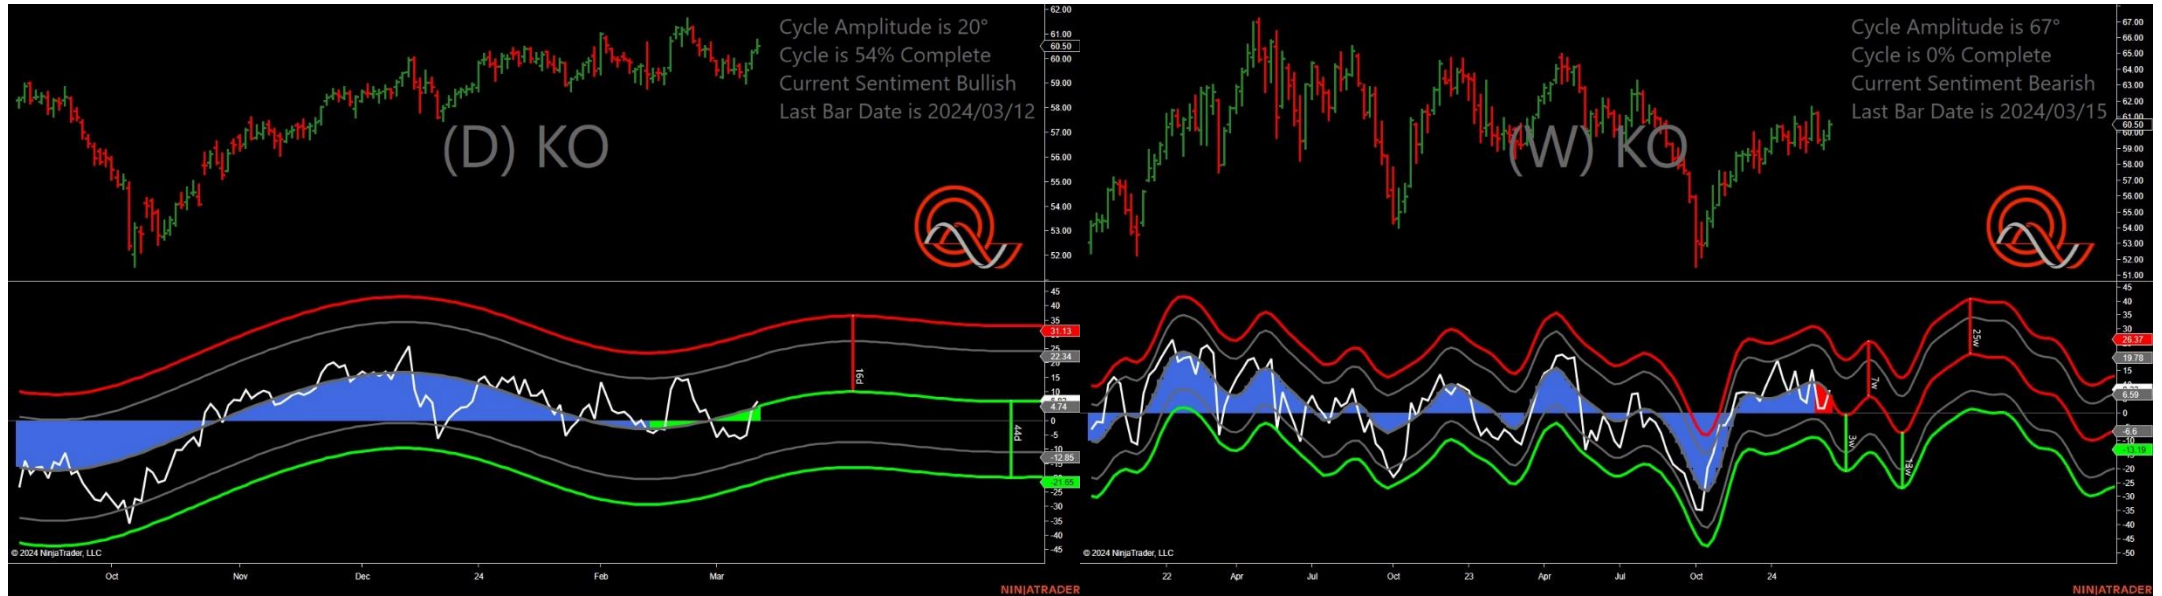 Cycle Amplitude is 20°
Cycle is 54% Complete
Current Sentiment Bullish
Last Bar Date is 2024/03/12
(D) KO
62.00
61.00
60.50
60.00
59.00
58.00
57.00
56.00
55.00
54.00
53.00
52.00
45
40
35
31.13
22.34
15
10
4.74
0
-5
-12.85
-21.65
-25
-30
-35
-40
-45
16d
44d
© 2024 NinjaTrader, LLC
Oct
Nov
Dec
24
Feb
Mar
NINJATRADER
Cycle Amplitude is 67°
Cycle is 0% Complete
Current Sentiment Bearish
Last Bar Date is 2024/03/15
(W) KO
67.00
66.00
65.00
64.00
63.00
62.00
61.00
60.50
60.00
59.00
58.00
57.00
56.00
55.00
54.00
53.00
52.00
51.00
45
40
35
30
26.37
19.78
15
6.59
0
-6.6
-10
-13.19
-20
-25
-30
-35
-40
-45
-50
25w
7w
3w
13w
© 2024 NinjaTrader, LLC
22
Apr
Jul
Oct
23
Apr
Jul
Oct
24
NINJATRADER